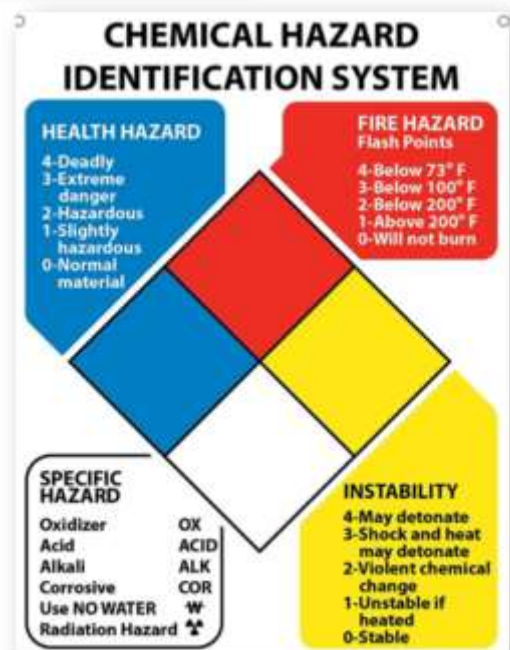 CHEMICAL HAZARD
IDENTIFICATION SYSTEM
HEALTH HAZARD
4-Deadly
3-Extreme
danger
2-Hazardous
1-Slightly
hazardous
0-Normal
material
FIRE HAZARD
Flash Points
4-Below 73° F
3-Below 100° F
2-Below 200° F
1-Above 200° F
0-Will not burn
SPECIFIC
HAZARD
Oxidizer OX
Acid ACID
Alkali ALK
Corrosive COR
Use NO WATER W
Radiation Hazard ☢
INSTABILITY
4-May detonate
3-Shock and heat
may detonate
2-Violent chemical
change
1-Unstable if
heated
0-Stable